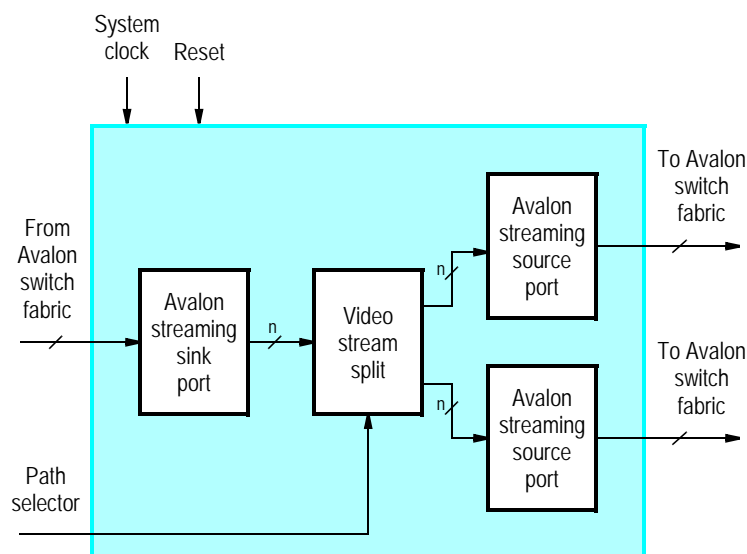 System
clock
Reset
To Avalon
switch
fabric
Avalon
streaming
source
port
From
Avalon
switch
fabric
Avalon
streaming
sink
port
n
Video
stream
split
n
n
To Avalon
switch
fabric
Avalon
streaming
source
port
Path
selector